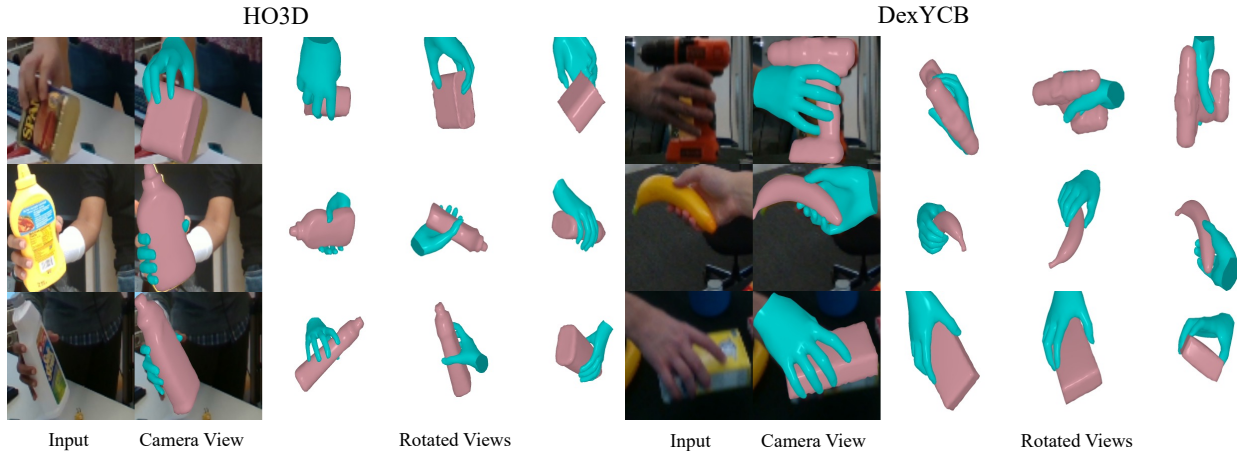 HO3D
DexYCB
SPAM
Input
Camera View
Rotated Views
Input
Camera View
Rotated Views